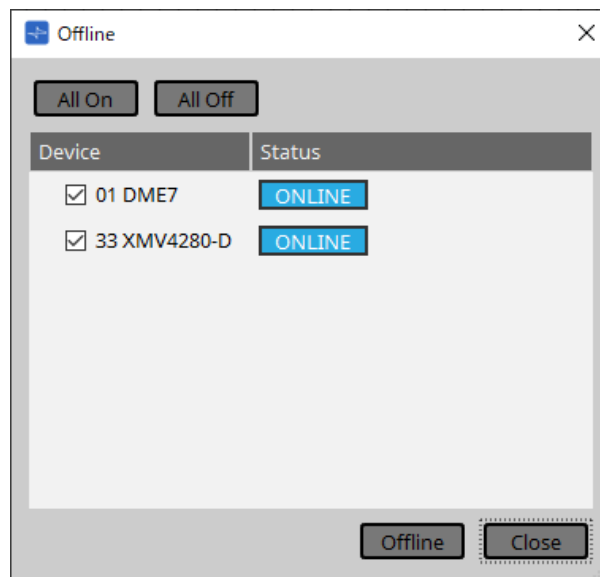 Offline
All On All Off
Device Status
01 DME7 ONLINE
33 XMV4280-D ONLINE
Offline Close